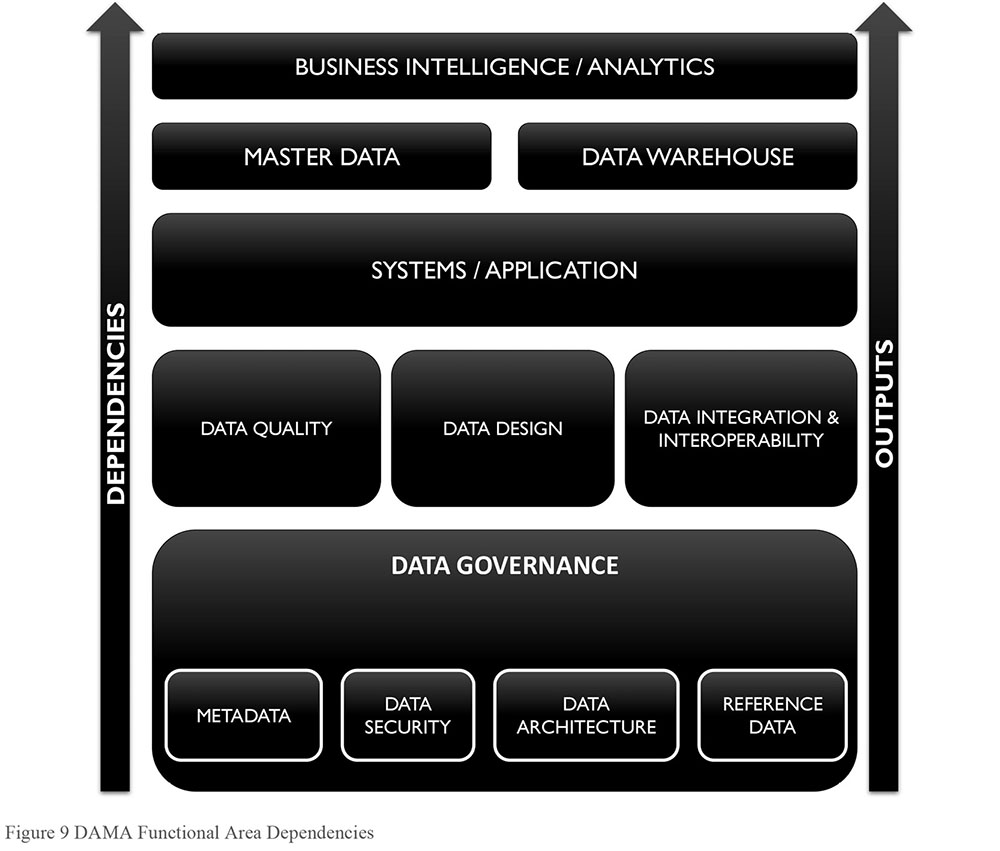 BUSINESS INTELLIGENCE / ANALYTICS
MASTER DATA
DATA WAREHOUSE
SYSTEMS / APPLICATION
DEPENDENCIES
OUTPUTS
DATA QUALITY
DATA DESIGN
DATA INTEGRATION &
INTEROPERABILITY
DATA GOVERNANCE
METADATA
DATA
SECURITY
DATA
ARCHITECTURE
REFERENCE
DATA
Figure 9 DAMA Functional Area Dependencies